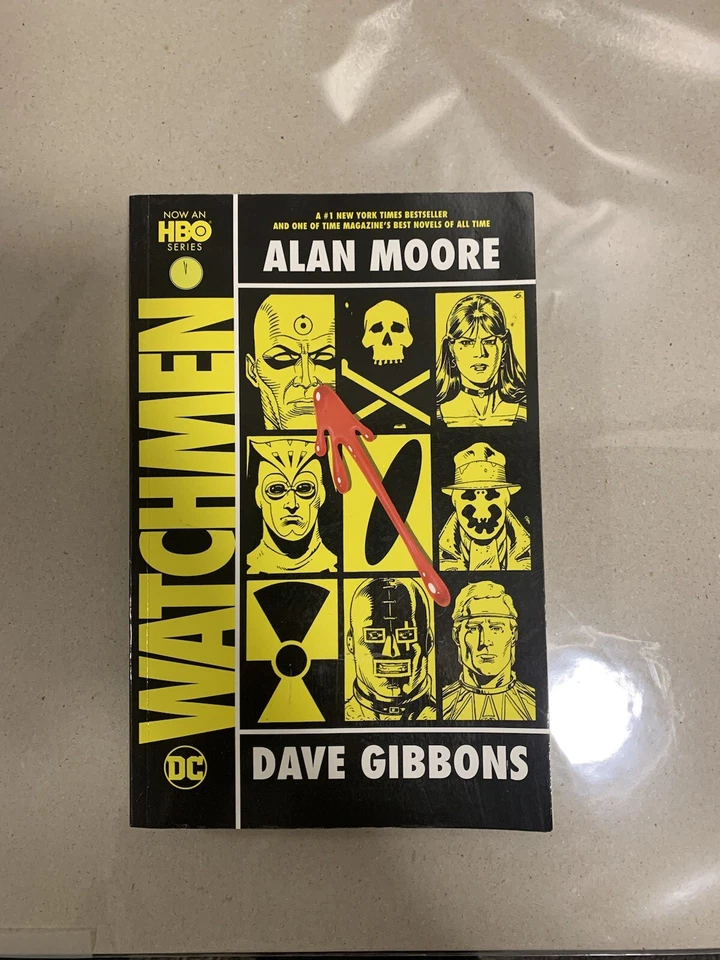 NOW AN
HBO
SERIES
WATCHMEN
DC
A #1 NEW YORK TIMES BESTSELLER
AND ONE OF TIME MAGAZINE'S BEST NOVELS OF ALL TIME
ALAN MOORE
DAVE GIBBONS